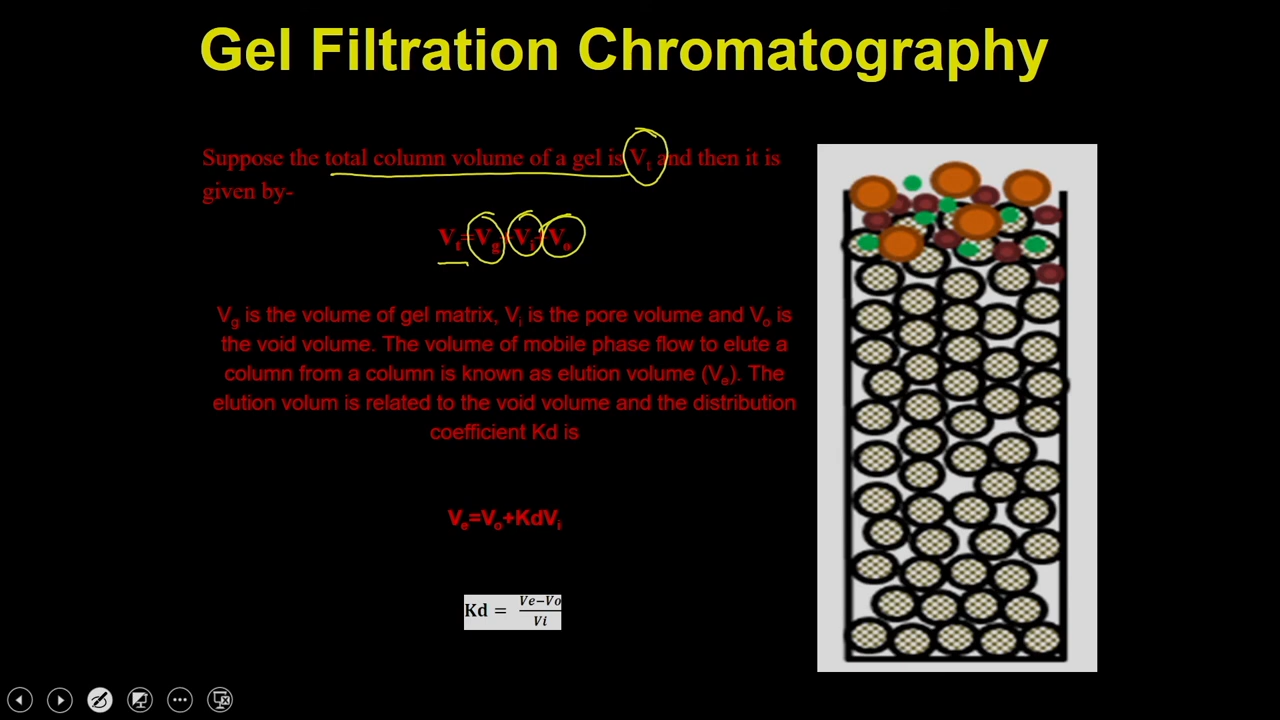 Gel Filtration Chromatography
Suppose the total column volume of a gel is Vt and then it is
given by-
Vt=Vg+Vi+Vo
Vg is the volume of gel matrix, Vi is the pore volume and Vo is
the void volume. The volume of mobile phase flow to elute a
column from a column is known as elution volume (Ve). The
elution volum is related to the void volume and the distribution
coefficient Kd is
Ve=Vo+KdVi
Kd = Ve−Vo
Vi